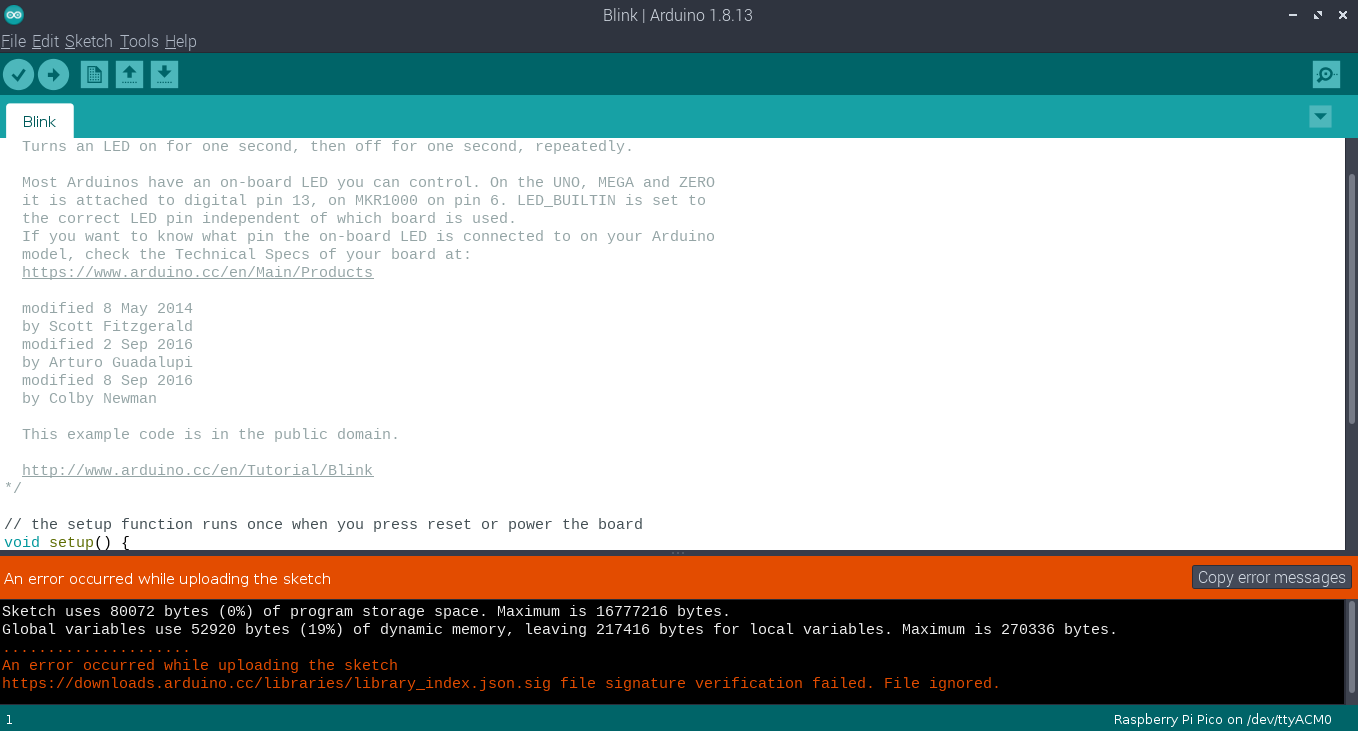 Blink | Arduino 1.8.13
File Edit Sketch Tools Help
Blink
Turns an LED on for one second, then off for one second, repeatedly.
Most Arduinos have an on-board LED you can control. On the UNO, MEGA and ZERO
it is attached to digital pin 13, on MKR1000 on pin 6. LED_BUILTIN is set to
the correct LED pin independent of which board is used.
If you want to know what pin the on-board LED is connected to on your Arduino
model, check the Technical Specs of your board at:
https://www.arduino.cc/en/Main/Products
modified 8 May 2014
by Scott Fitzgerald
modified 2 Sep 2016
by Arturo Guadalupi
modified 8 Sep 2016
by Colby Newman
This example code is in the public domain.
http://www.arduino.cc/en/Tutorial/Blink
*/
// the setup function runs once when you press reset or power the board
void setup() {
An error occurred while uploading the sketch
Copy error messages
Sketch uses 80072 bytes (0%) of program storage space. Maximum is 16777216 bytes.
Global variables use 52920 bytes (19%) of dynamic memory, leaving 217416 bytes for local variables. Maximum is 270336 bytes.
.....................
An error occurred while uploading the sketch
https://downloads.arduino.cc/libraries/library_index.json.sig file signature verification failed. File ignored.
1
Raspberry Pi Pico on /dev/ttyACM0